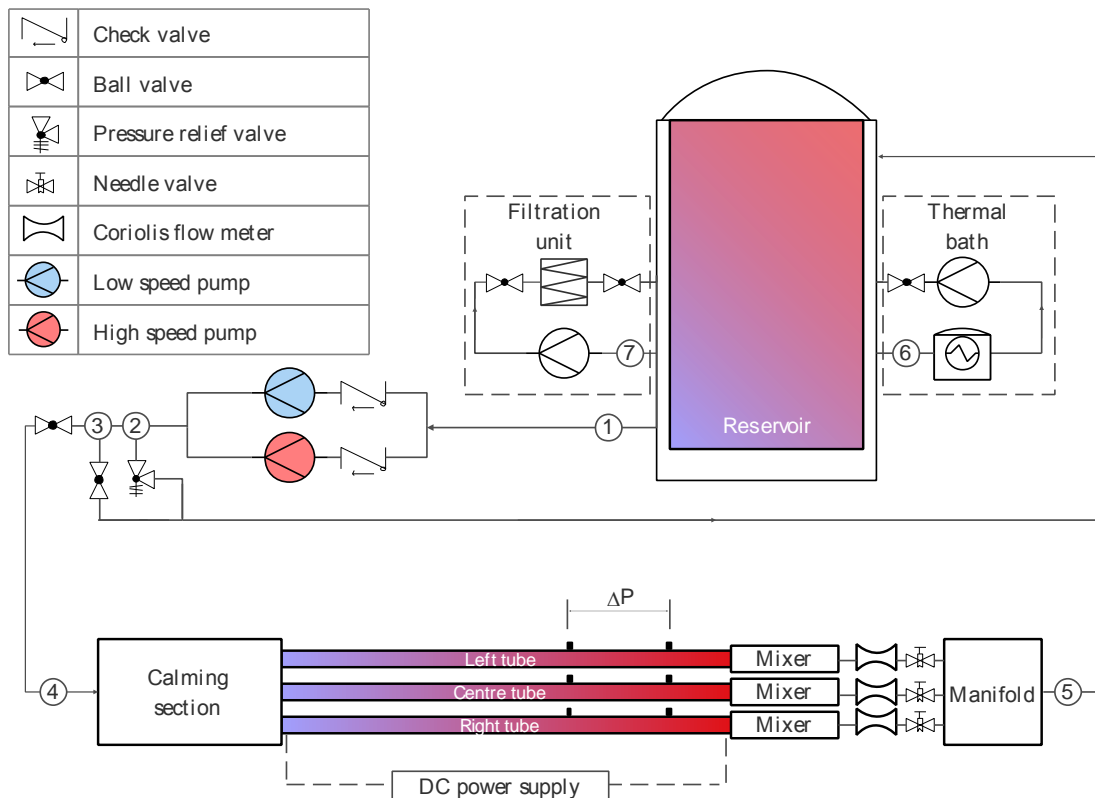 Check valve
Ball valve
Pressure relief valve
Needle valve
Coriolis flow meter
Low speed pump
High speed pump
Filtration
unit
Thermal
bath
7
6
Reservoir
1
3
2
ΔP
Left tube
Centre tube
Right tube
Mixer
Mixer
Mixer
Calming
section
4
Manifold
5
DC power supply